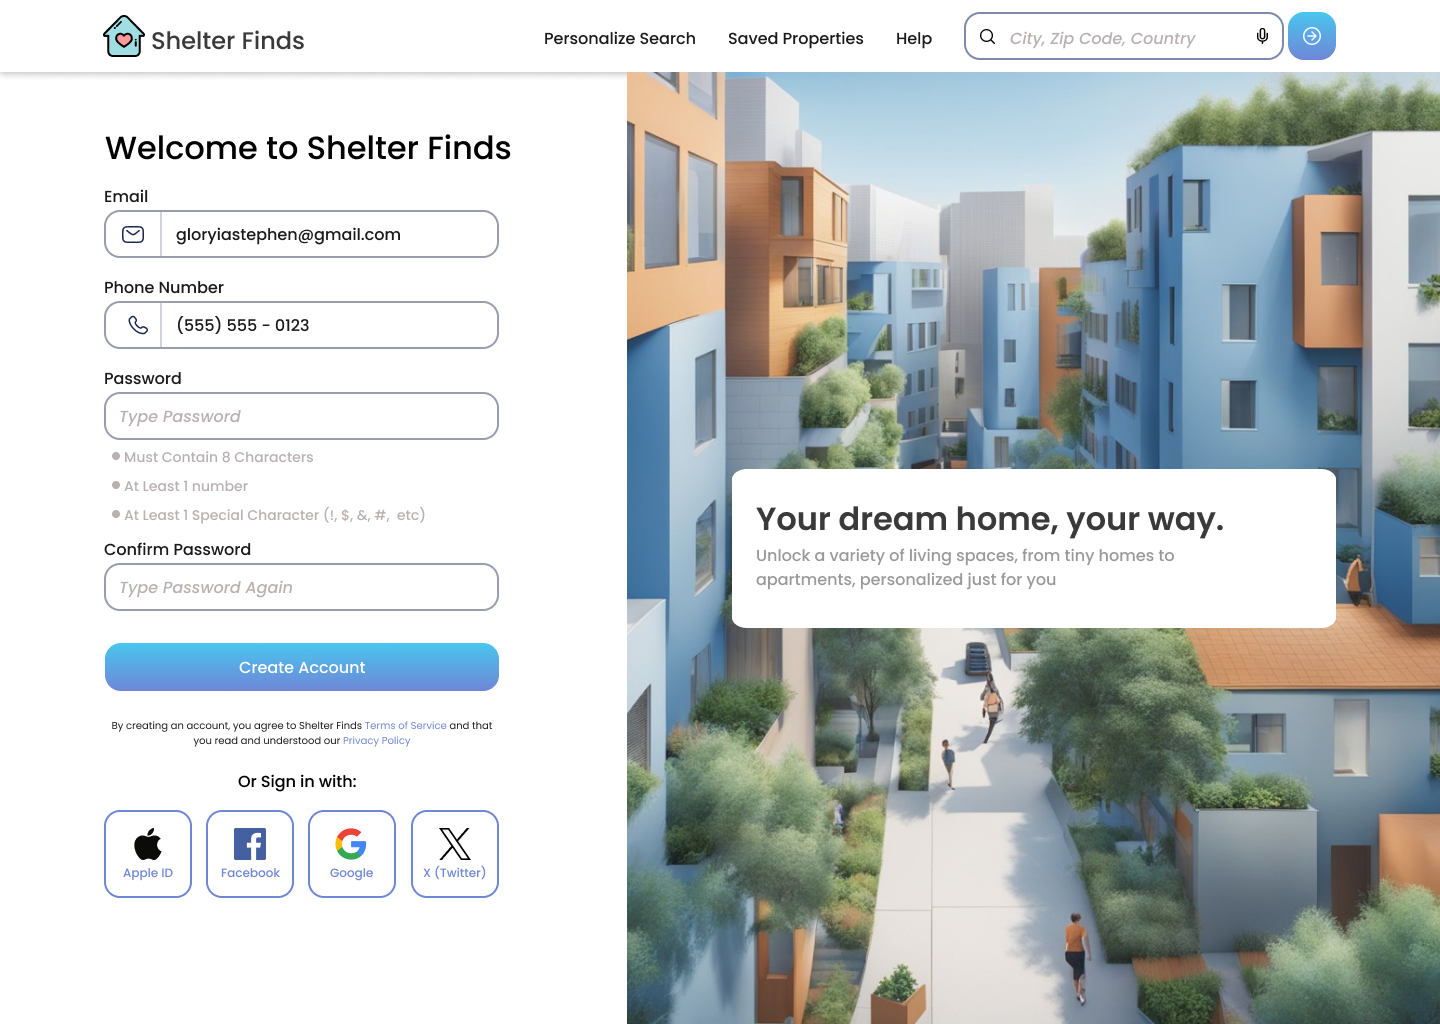 Shelter Finds
Personalize Search
Saved Properties
Help
City, Zip Code, Country
Welcome to Shelter Finds
Email
gloryiastephen@gmail.com
Phone Number
(555) 555 - 0123
Password
Type Password
Must Contain 8 Characters
At Least 1 number
At Least 1 Special Character (!, $, &, #,  etc)
Confirm Password
Type Password Again
Create Account
By creating an account, you agree to Shelter Finds Terms of Service and that
you read and understood our Privacy Policy
Or Sign in with:
Apple ID
Facebook
Google
X (Twitter)
Your dream home, your way.
Unlock a variety of living spaces, from tiny homes to
apartments, personalized just for you